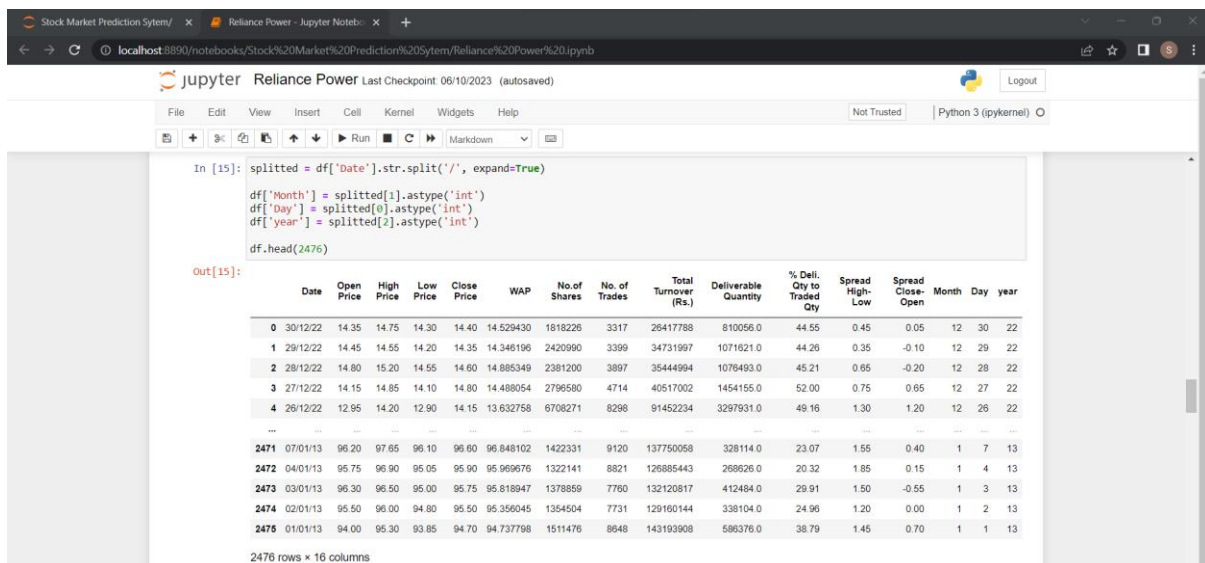 Stock Market Prediction Sytem/
Reliance Power - Jupyter Notebo
localhost:8890/notebooks/Stock%20Market%20Prediction%20Sytem/Reliance%20Power%20.ipynb
S
jupyter Reliance Power Last Checkpoint: 06/10/2023 (autosaved)
Logout
File Edit View Insert Cell Kernel Widgets Help
Not Trusted
Python 3 (ipykernel)
Run
Markdown
In [15]: splitted = df['Date'].str.split('/', expand=True)
df['Month'] = splitted[1].astype('int')
df['Day'] = splitted[0].astype('int')
df['year'] = splitted[2].astype('int')
df.head(2476)
Out[15]:
Date Open Price High Price Low Price Close Price WAP No.of Shares No. of Trades Total Turnover (Rs.) Deliverable Quantity % Deli. Qty to Traded Qty Spread High-Low Spread Close-Open Month Day year
0 30/12/22 14.35 14.75 14.30 14.40 14.529430 1818226 3317 26417788 810056.0 44.55 0.45 0.05 12 30 22
1 29/12/22 14.45 14.55 14.20 14.35 14.346196 2420990 3399 34731997 1071621.0 44.26 0.35 -0.10 12 29 22
2 28/12/22 14.80 15.20 14.55 14.60 14.885349 2381200 3897 35444994 1076493.0 45.21 0.65 -0.20 12 28 22
3 27/12/22 14.15 14.85 14.10 14.80 14.488054 2796580 4714 40517002 1454155.0 52.00 0.75 0.65 12 27 22
4 26/12/22 12.95 14.20 12.90 14.15 13.632758 6708271 8298 91452234 3297931.0 49.16 1.30 1.20 12 26 22
... ... ... ... ... ... ... ... ... ... ... ... ... ... ... ... ...
2471 07/01/13 96.20 97.65 96.10 96.60 96.848102 1422331 9120 137750058 328114.0 23.07 1.55 0.40 1 7 13
2472 04/01/13 95.75 96.90 95.05 95.90 95.969676 1322141 8821 126885443 268626.0 20.32 1.85 0.15 1 4 13
2473 03/01/13 96.30 96.50 95.00 95.75 95.818947 1378859 7760 132120817 412484.0 29.91 1.50 -0.55 1 3 13
2474 02/01/13 95.50 96.00 94.80 95.50 95.356045 1354504 7731 129160144 338104.0 24.96 1.20 0.00 1 2 13
2475 01/01/13 94.00 95.30 93.85 94.70 94.737798 1511476 8648 143193908 586376.0 38.79 1.45 0.70 1 1 13
2476 rows × 16 columns